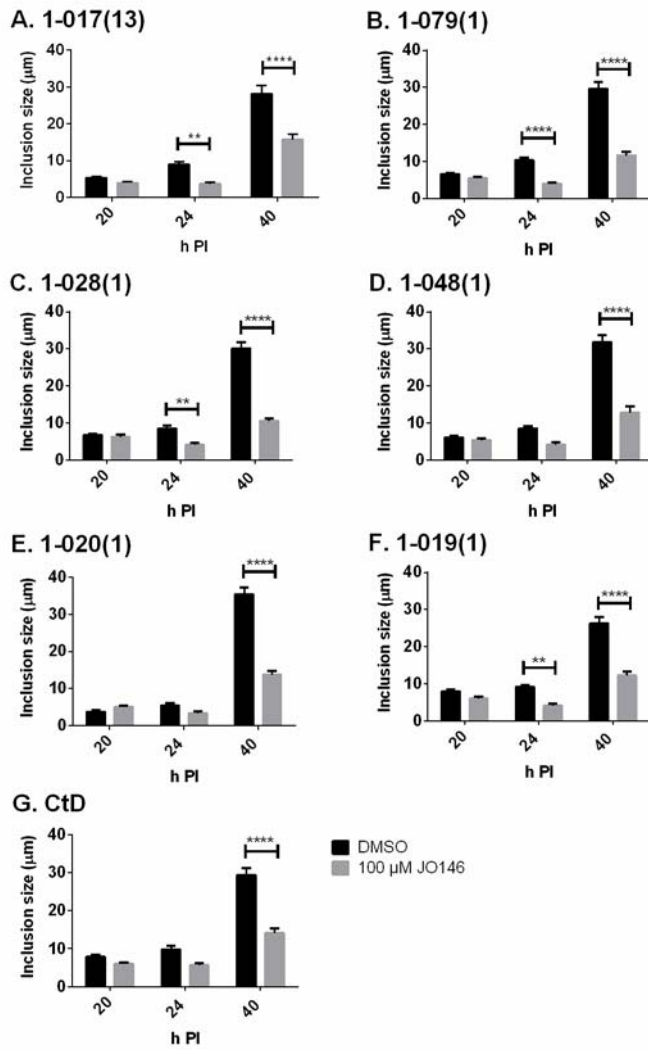 A. 1-017(13)
Inclusion size (µm)
40
30
20
10
0
**
****
20
24
40
h PI
B. 1-079(1)
Inclusion size (µm)
40
30
20
10
0
****
****
20
24
40
h PI
C. 1-028(1)
Inclusion size (µm)
40
30
20
10
0
**
****
20
24
40
h PI
D. 1-048(1)
Inclusion size (µm)
40
30
20
10
0
****
20
24
40
h PI
E. 1-020(1)
Inclusion size (µm)
40
30
20
10
0
****
20
24
40
h PI
F. 1-019(1)
Inclusion size (µm)
40
30
20
10
0
**
****
20
24
40
h PI
G. CtD
Inclusion size (µm)
40
30
20
10
0
****
20
24
40
h PI
DMSO
100 µM JO146